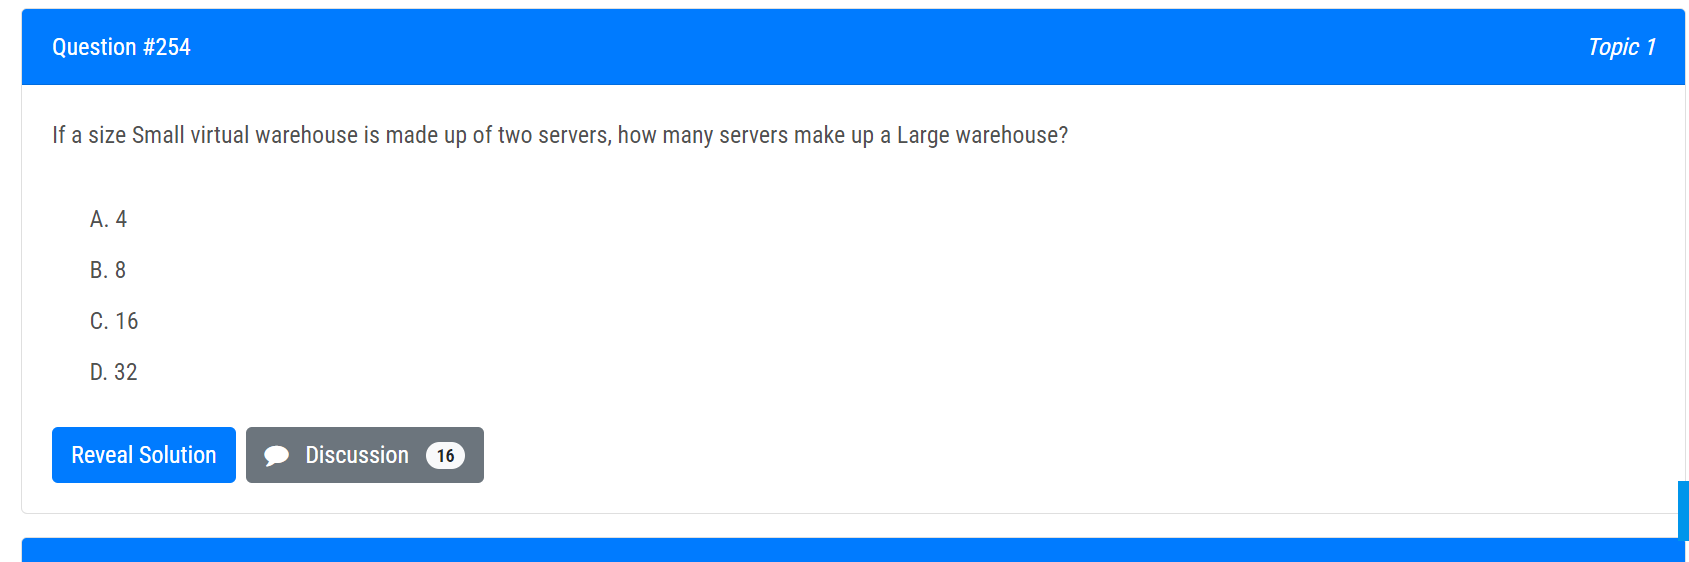 Question #254
Topic 1
If a size Small virtual warehouse is made up of two servers, how many servers make up a Large warehouse?
A. 4
B. 8
C. 16
D. 32
Reveal Solution
Discussion 16